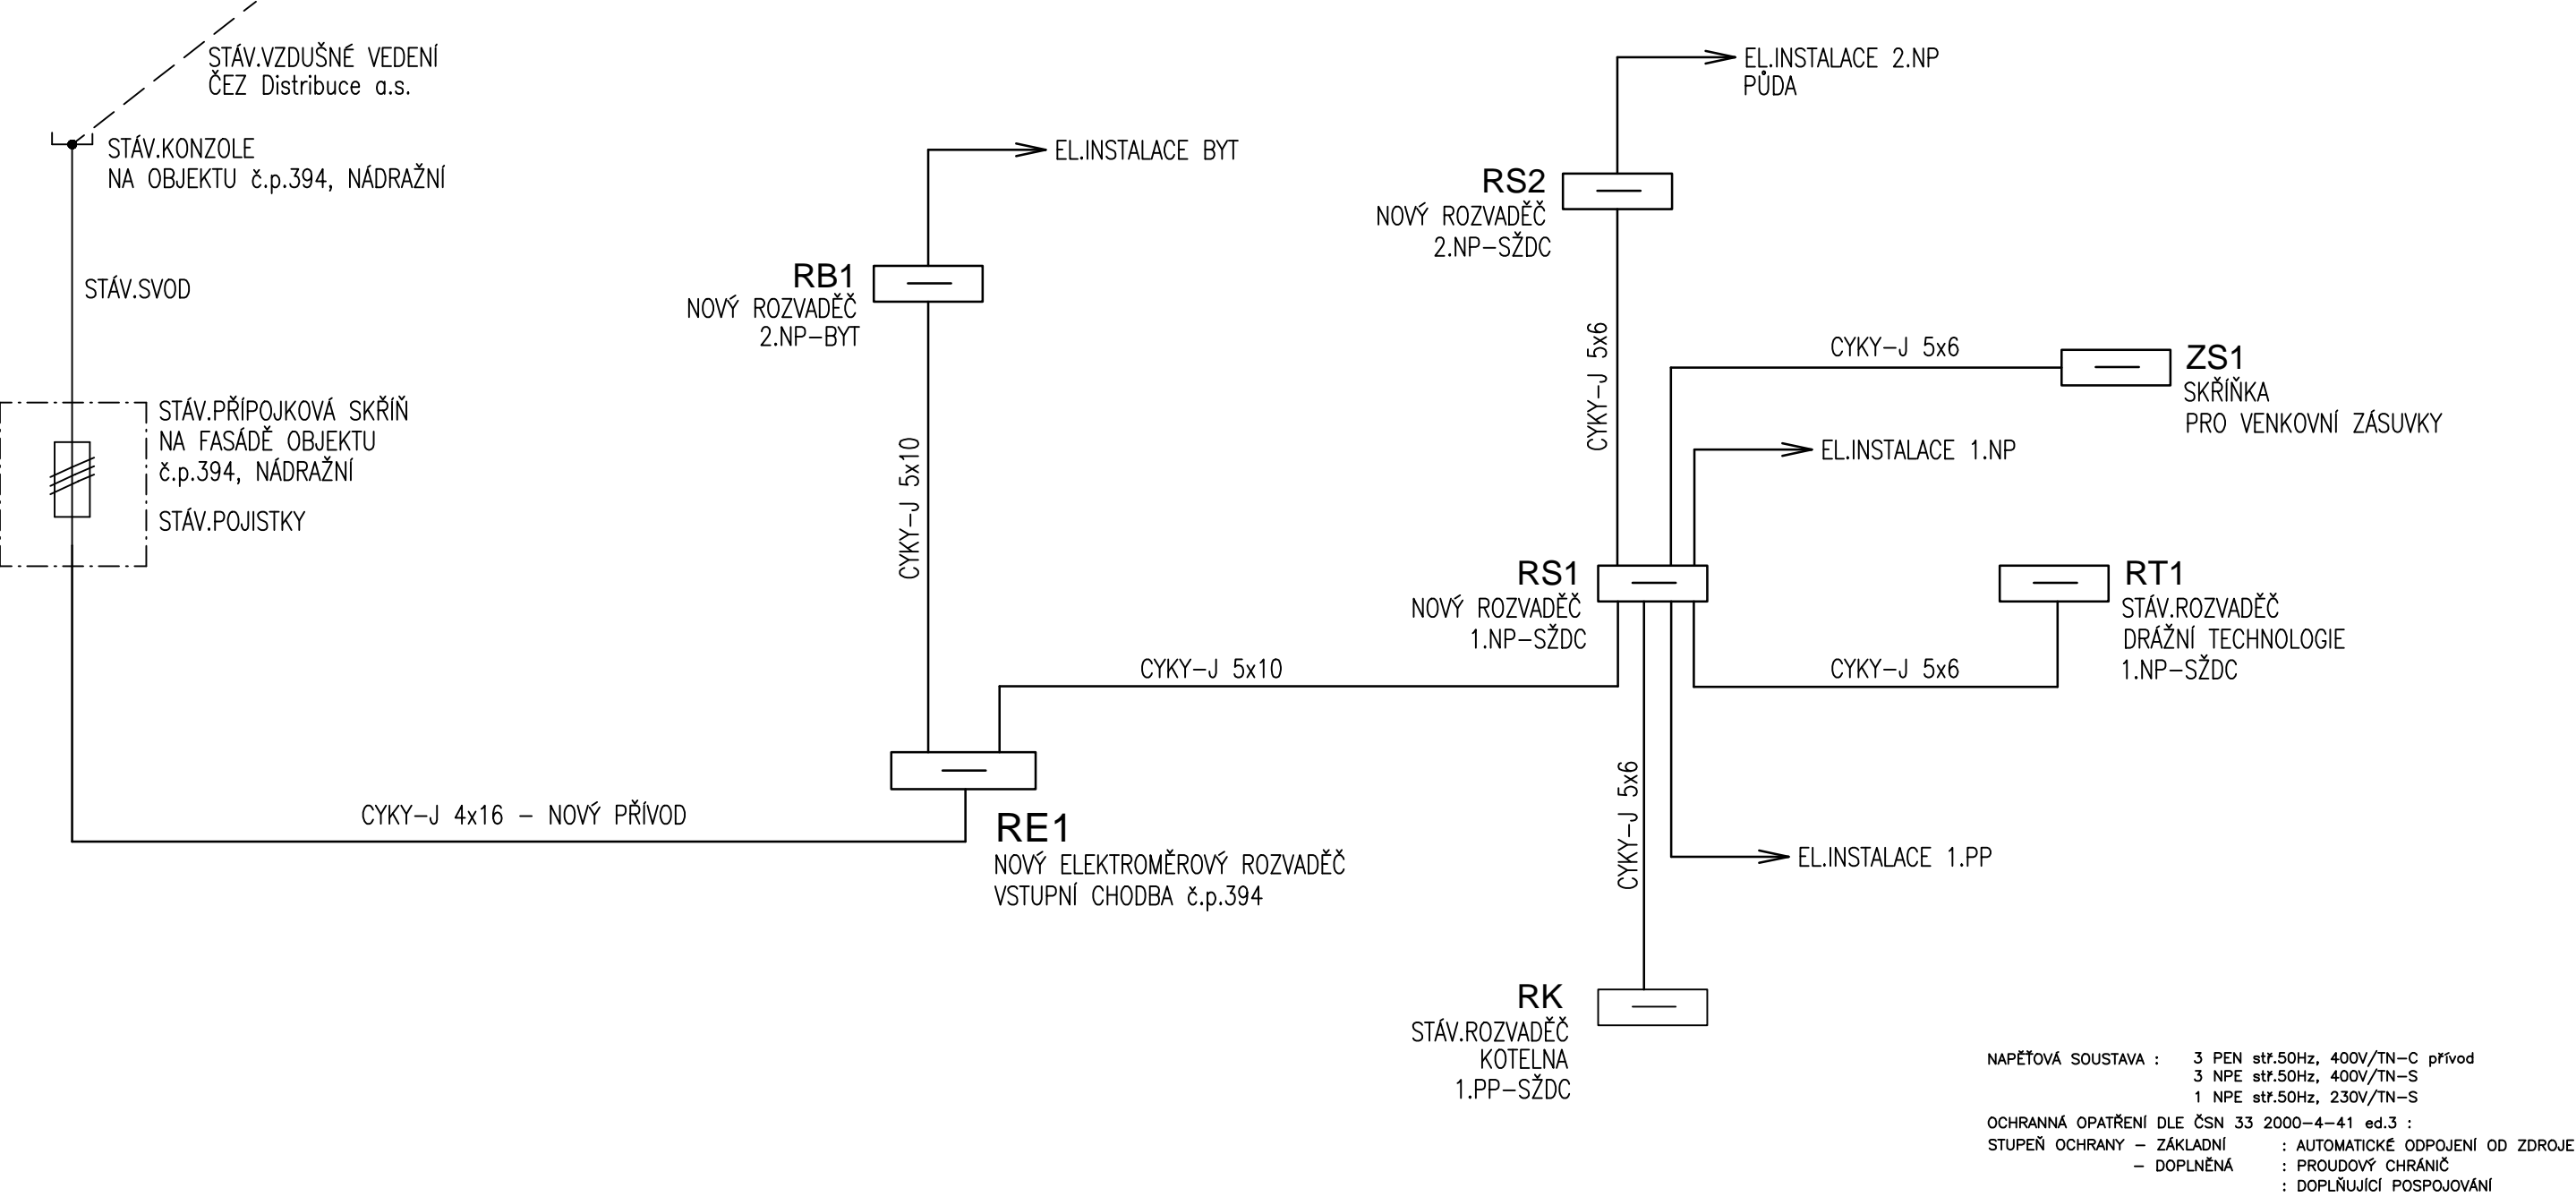 STÁV.VZDUŠNÉ VEDENÍ
ČEZ Distribuce a.s.
STÁV.KONZOLE
NA OBJEKTU č.p.394, NÁDRAŽNÍ
STÁV.SVOD
STÁV.PŘÍPOJKOVÁ SKŘÍŇ
NA FASÁDĚ OBJEKTU
č.p.394, NÁDRAŽNÍ
STÁV.POJISTKY
CYKY-J 4x16 - NOVÝ PŘÍVOD
EL.INSTALACE BYT
RB1
NOVÝ ROZVADĚČ
2.NP-BYT
CYKY-J 5x10
CYKY-J 5x10
RE1
NOVÝ ELEKTROMĚROVÝ ROZVADĚČ
VSTUPNÍ CHODBA č.p.394
EL.INSTALACE 2.NP
PŮDA
RS2
NOVÝ ROZVADĚČ
2.NP-SŽDC
CYKY-J 5x6
CYKY-J 5x6
ZS1
SKŘÍŇKA
PRO VENKOVNÍ ZÁSUVKY
EL.INSTALACE 1.NP
RS1
NOVÝ ROZVADĚČ
1.NP-SŽDC
RT1
STÁV.ROZVADĚČ
DRÁŽNÍ TECHNOLOGIE
1.NP-SŽDC
CYKY-J 5x6
CYKY-J 5x6
EL.INSTALACE 1.PP
RK
STÁV.ROZVADĚČ
KOTELNA
1.PP-SŽDC
NAPĚŤOVÁ SOUSTAVA : 3 PEN stř.50Hz, 400V/TN-C přívod
3 NPE stř.50Hz, 400V/TN-S
1 NPE stř.50Hz, 230V/TN-S
OCHRANNÁ OPATŘENÍ DLE ČSN 33 2000-4-41 ed.3 :
STUPEŇ OCHRANY - ZÁKLADNÍ : AUTOMATICKÉ ODPOJENÍ OD ZDROJE
- DOPLNĚNÁ : PROUDOVÝ CHRÁNIČ
: DOPLŇUJÍCÍ POSPOJOVÁNÍ